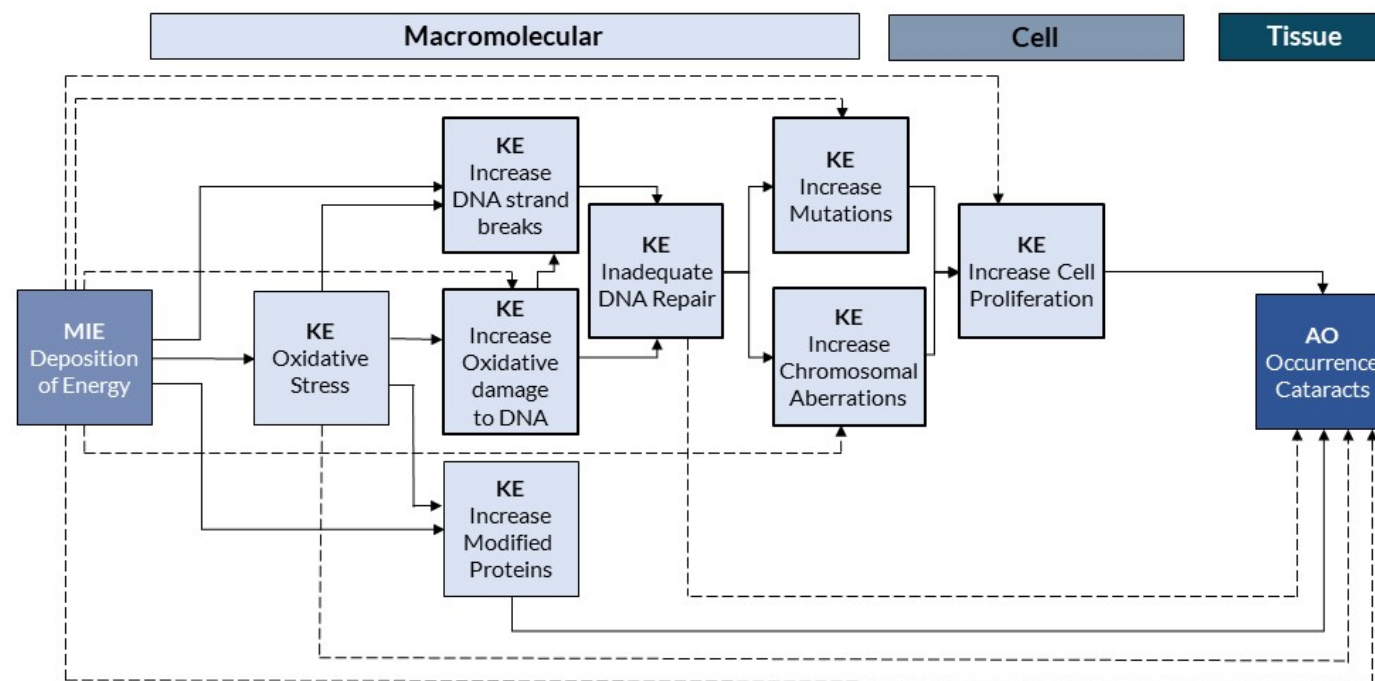 Macromolecular
Cell
Tissue
KE
Increase
DNA strand
breaks
KE
Increase
Mutations
KE
Inadequate
DNA Repair
KE
Increase Cell
Proliferation
MIE
Deposition
of Energy
KE
Oxidative
Stress
KE
Increase
Oxidative
damage
to DNA
KE
Increase
Chromosomal
Aberrations
AO
Occurrence
Cataracts
KE
Increase
Modified
Proteins